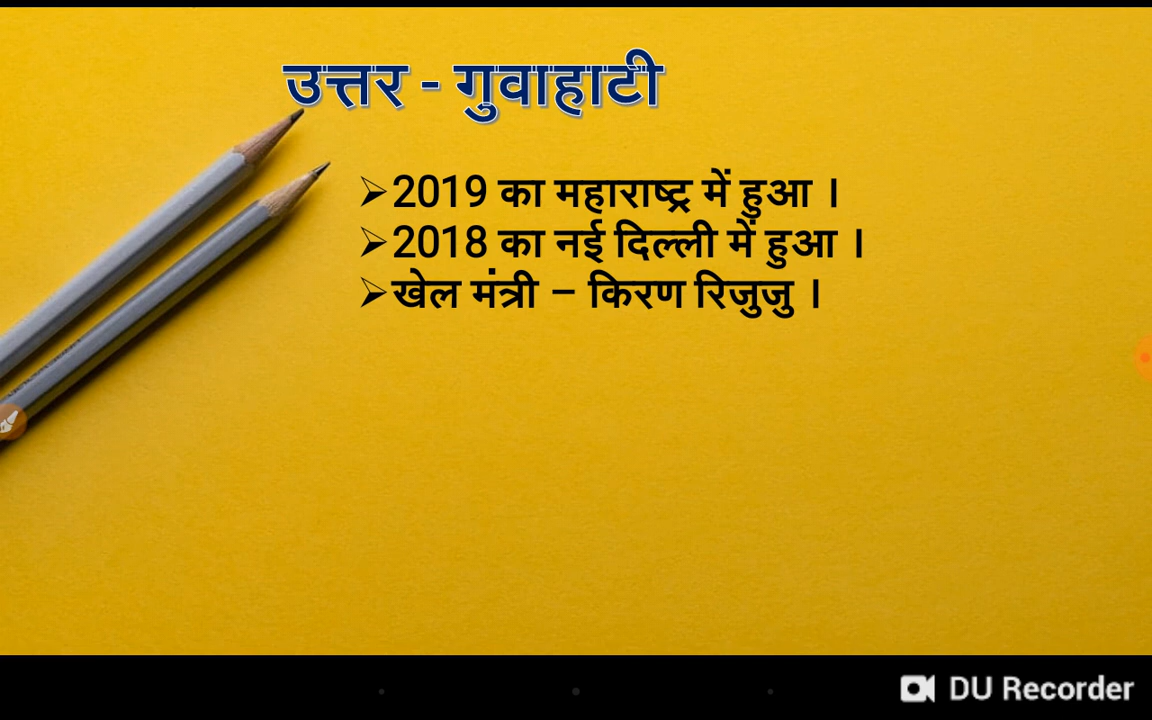 उत्तर - गुवाहाटी
➢2019 का महाराष्ट्र में हुआ ।
➢2018 का नई दिल्ली में हुआ ।
➢खेल मंत्री – किरण रिजुजु ।
DU Recorder